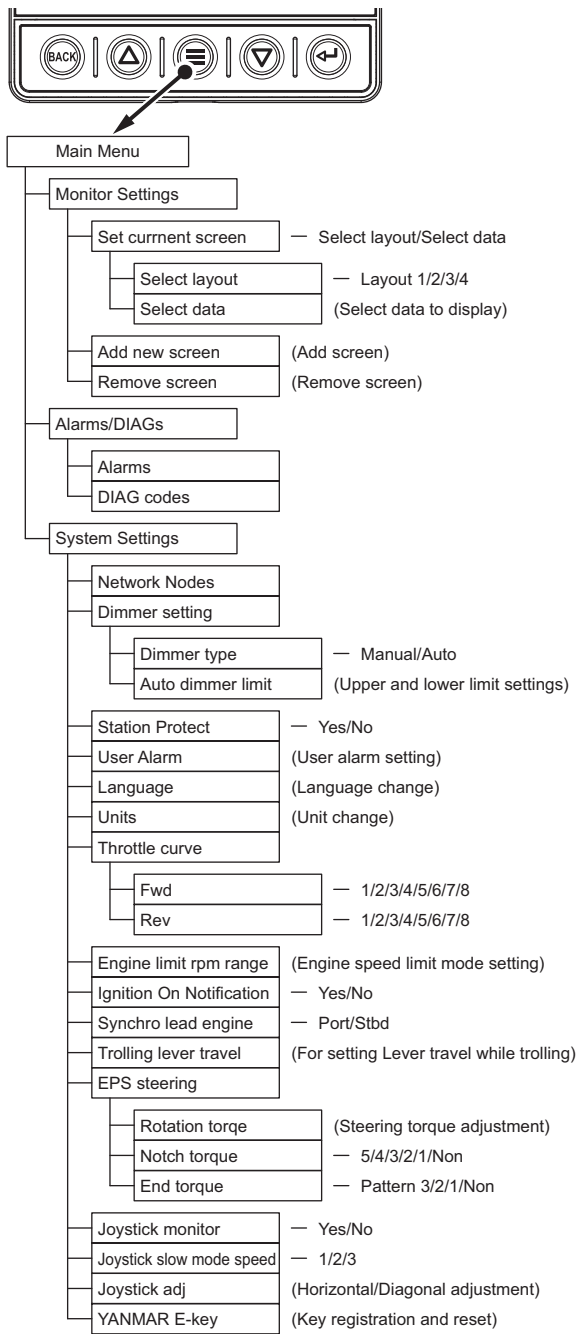 BACK
Main Menu
Monitor Settings
Set currnent screen — Select layout/Select data
Select layout — Layout 1/2/3/4
Select data (Select data to display)
Add new screen (Add screen)
Remove screen (Remove screen)
Alarms/DIAGs
Alarms
DIAG codes
System Settings
Network Nodes
Dimmer setting
Dimmer type — Manual/Auto
Auto dimmer limit (Upper and lower limit settings)
Station Protect — Yes/No
User Alarm (User alarm setting)
Language (Language change)
Units (Unit change)
Throttle curve
Fwd — 1/2/3/4/5/6/7/8
Rev — 1/2/3/4/5/6/7/8
Engine limit rpm range (Engine speed limit mode setting)
Ignition On Notification — Yes/No
Synchro lead engine — Port/Stbd
Trolling lever travel (For setting Lever travel while trolling)
EPS steering
Rotation torqe (Steering torque adjustment)
Notch torque — 5/4/3/2/1/Non
End torque — Pattern 3/2/1/Non
Joystick monitor — Yes/No
Joystick slow mode speed — 1/2/3
Joystick adj (Horizontal/Diagonal adjustment)
YANMAR E-key (Key registration and reset)